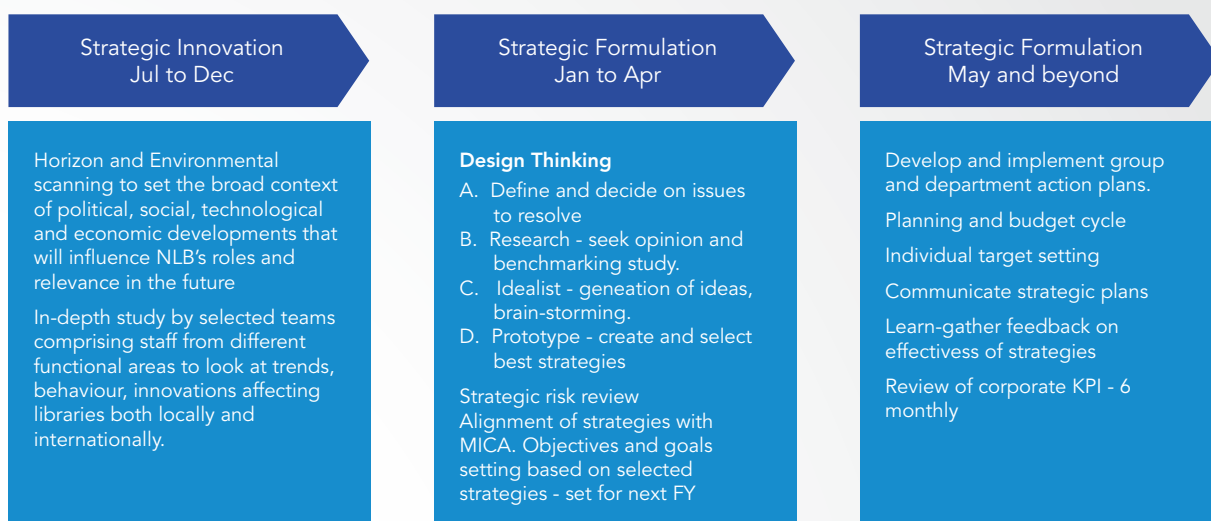 Strategic Innovation
Jul to Dec
Horizon and Environmental
scanning to set the broad context
of political, social, technological
and economic developments that
will influence NLB's roles and
relevance in the future
In-depth study by selected teams
comprising staff from different
functional areas to look at trends,
behaviour, innovations affecting
libraries both locally and
internationally.
Strategic Formulation
Jan to Apr
Design Thinking
A. Define and decide on issues
to resolve
B. Research - seek opinion and
benchmarking study.
C. Idealist - geneation of ideas,
brain-storming.
D. Prototype - create and select
best strategies
Strategic risk review
Alignment of strategies with
MICA. Objectives and goals
setting based on selected
strategies - set for next FY
Strategic Formulation
May and beyond
Develop and implement group
and department action plans.
Planning and budget cycle
Individual target setting
Communicate strategic plans
Learn-gather feedback on
effectivess of strategies
Review of corporate KPI - 6
monthly